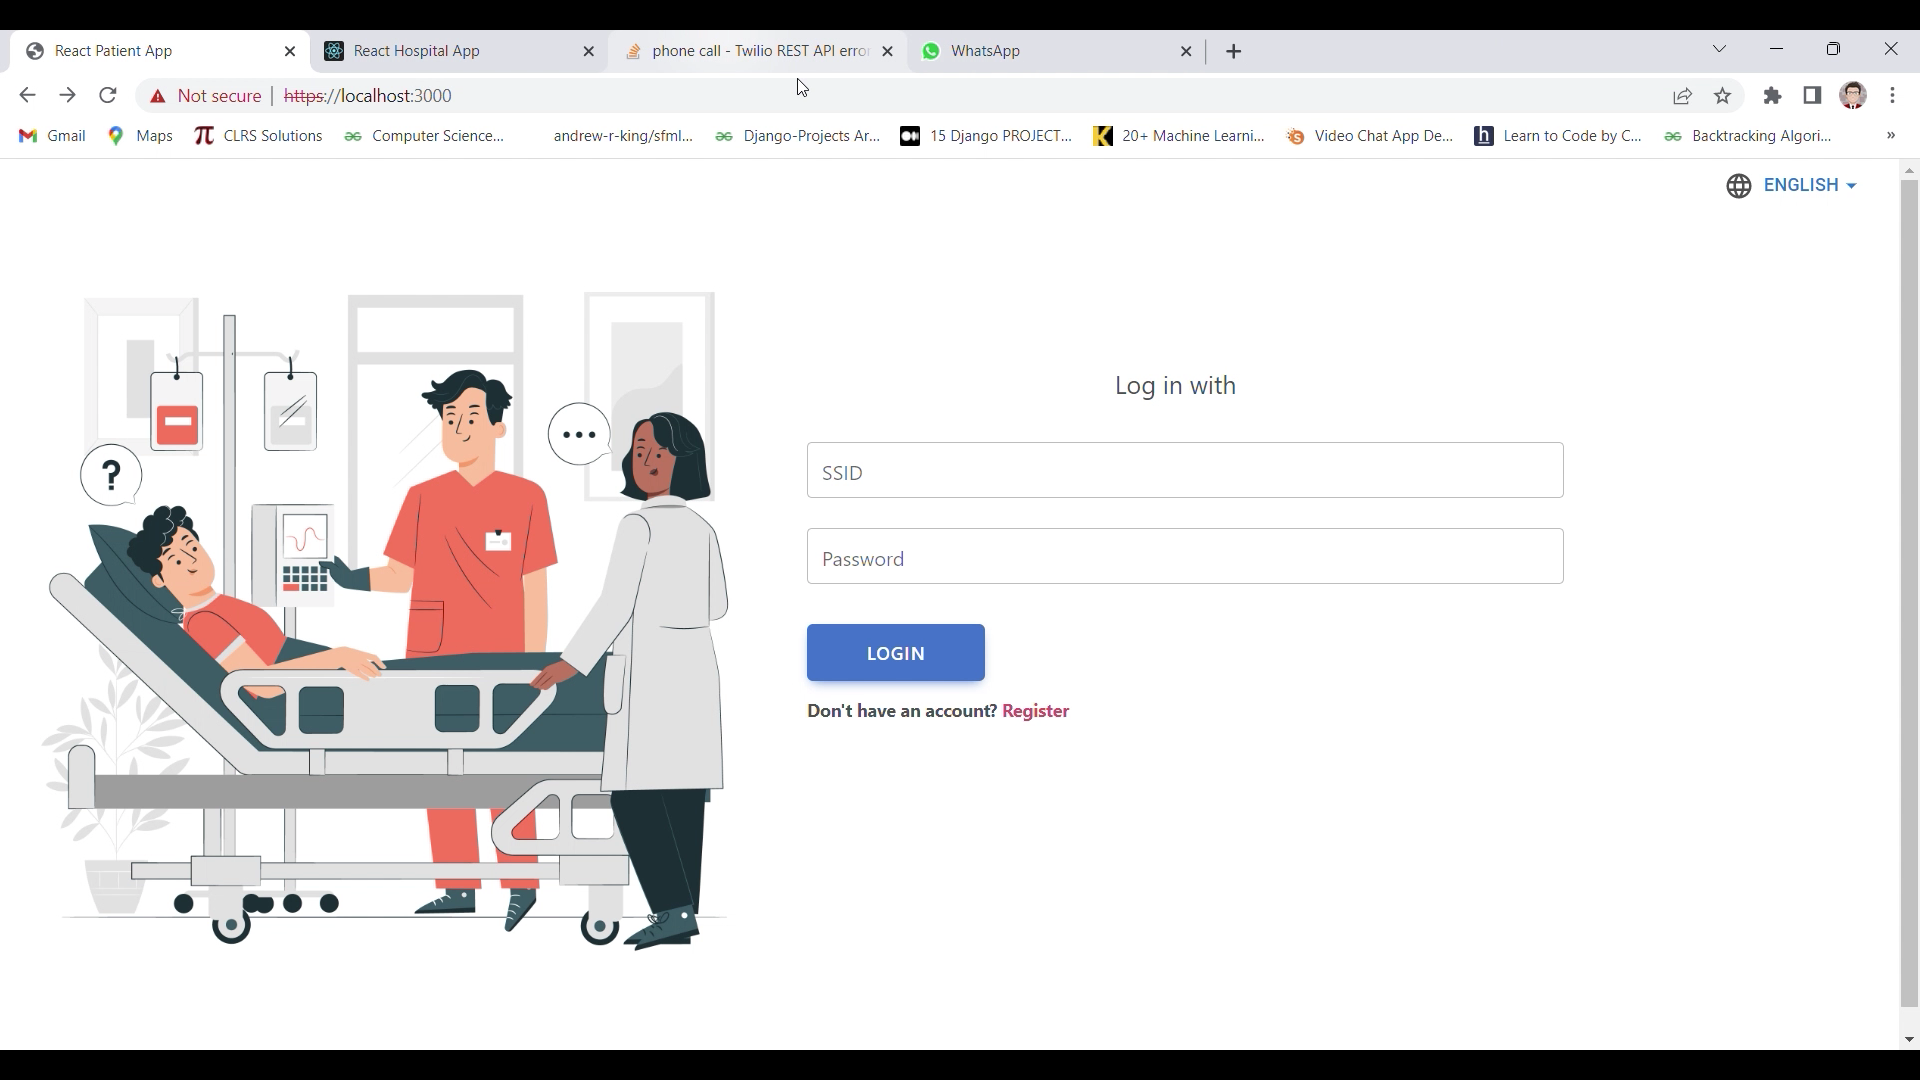 React Patient App
React Hospital App
phone call - Twilio REST API error
WhatsApp
Not secure | https://localhost:3000
Gmail
Maps
CLRS Solutions
Computer Science...
andrew-r-king/sfml...
Django-Projects Ar...
15 Django PROJECT...
20+ Machine Learni...
Video Chat App De...
Learn to Code by C...
Backtracking Algori...
»
ENGLISH
?
...
Log in with
SSID
Password
LOGIN
Don't have an account? Register